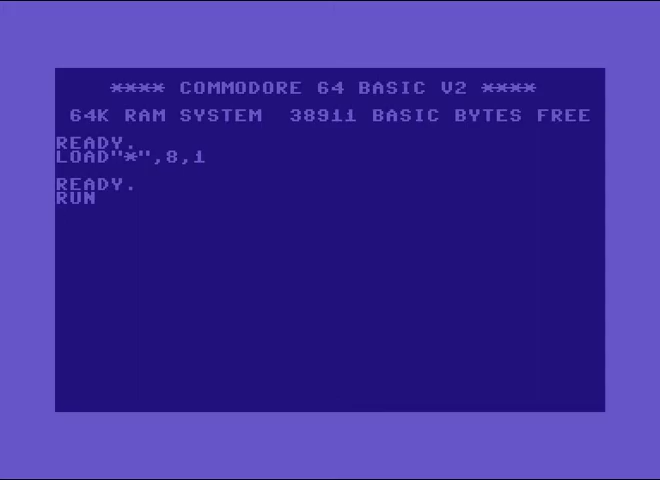 **** COMMODORE 64 BASIC V2 ****
64K RAM SYSTEM  38911 BASIC BYTES FREE
READY.
LOAD"*",8,1
READY.
RUN